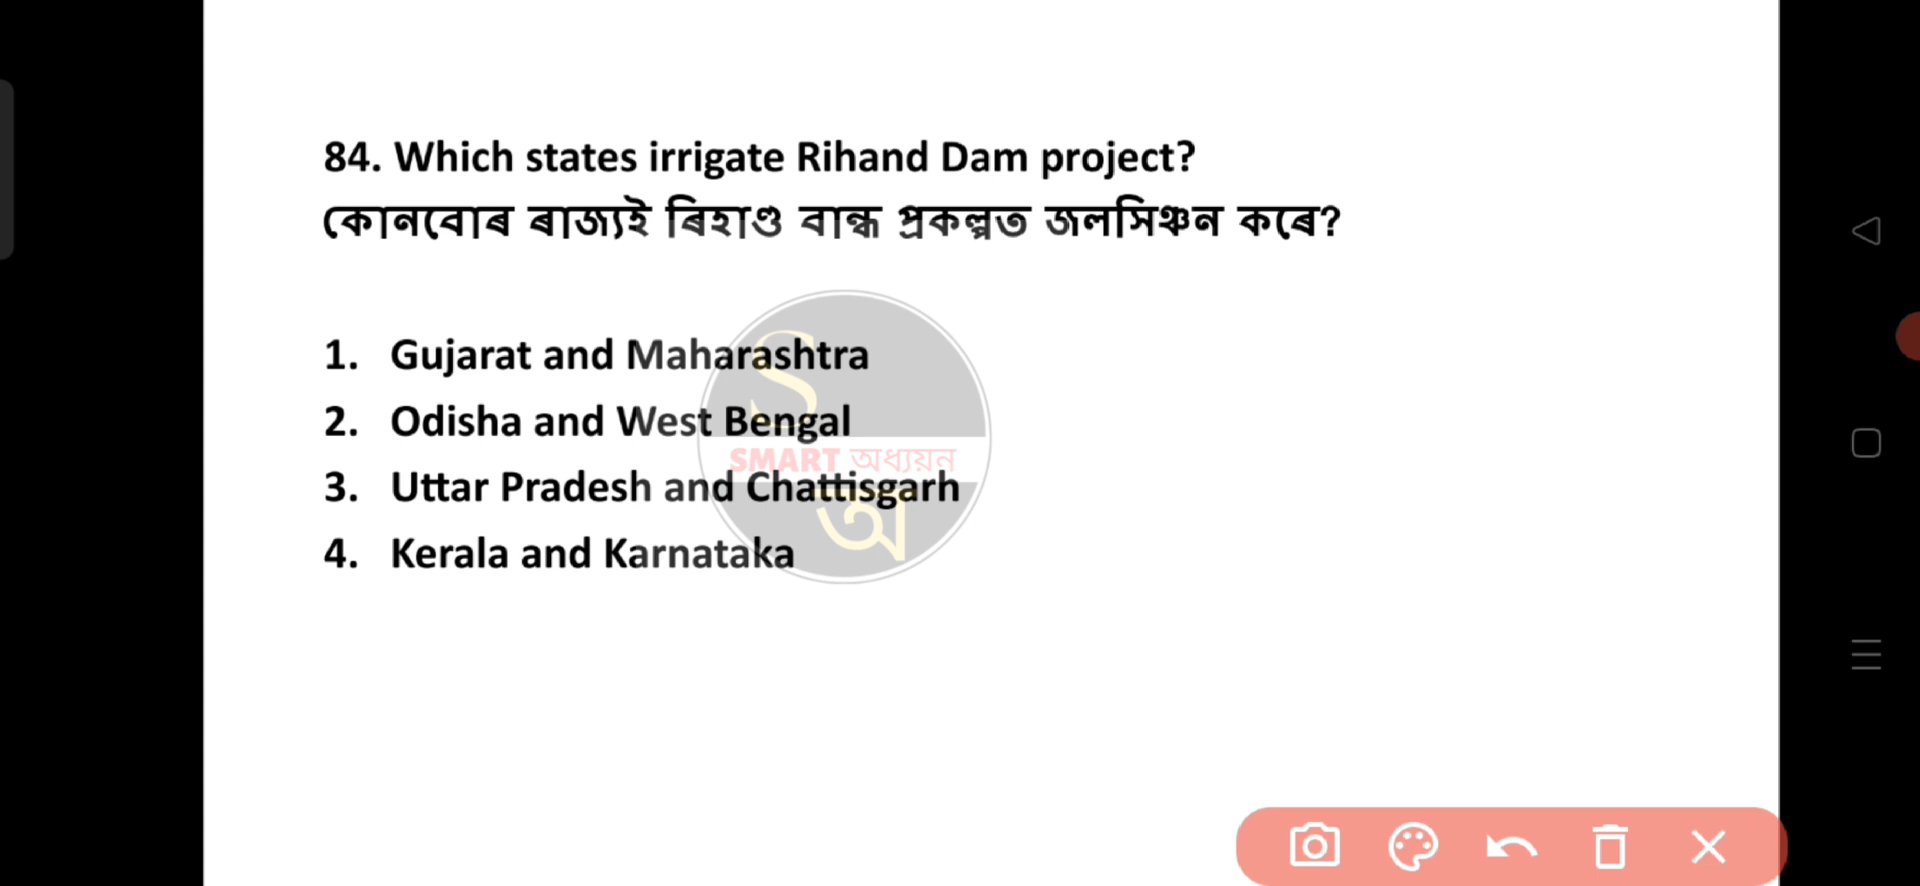 84. Which states irrigate Rihand Dam project?
কোনবোৰ ৰাজ্যই ৰিহাণ্ড বান্ধ প্ৰকল্পত জলসিঞ্চন কৰে?
1. Gujarat and Maharashtra
2. Odisha and West Bengal
S
SMART অধ্যয়ন
3. Uttar Pradesh and Chattisgarh
অ
4. Kerala and Karnataka